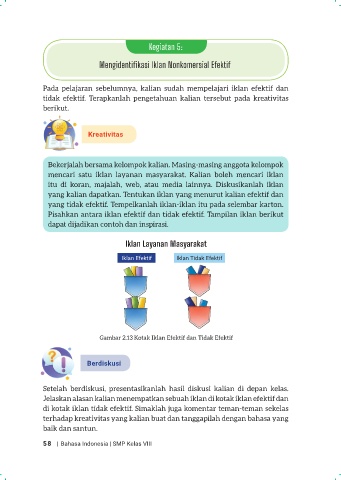 Kegiatan 5:
Mengidentifikasi Iklan Nonkomersial Efektif
Pada pelajaran sebelumnya, kalian sudah mempelajari iklan efektif dan
tidak efektif. Terapkanlah pengetahuan kalian tersebut pada kreativitas
berikut.
Kreativitas
Bekerjalah bersama kelompok kalian. Masing-masing anggota kelompok
mencari satu iklan layanan masyarakat. Kalian boleh mencari iklan
itu di koran, majalah, web, atau media lainnya. Diskusikanlah iklan
yang kalian dapatkan. Tentukan iklan yang menurut kalian efektif dan
yang tidak efektif. Tempelkanlah iklan-iklan itu pada selembar karton.
Pisahkan antara iklan efektif dan tidak efektif. Tampilan iklan berikut
dapat dijadikan contoh dan inspirasi.
Iklan Layanan Masyarakat
Iklan Efektif Iklan Tidak Efektif
Gambar 2.13 Kotak Iklan Efektif dan Tidak Efektif
Berdiskusi
Setelah berdiskusi, presentasikanlah hasil diskusi kalian di depan kelas.
Jelaskan alasan kalian menempatkan sebuah iklan di kotak iklan efektif dan
di kotak iklan tidak efektif. Simaklah juga komentar teman-teman sekelas
terhadap kreativitas yang kalian buat dan tanggapilah dengan bahasa yang
baik dan santun.
58 | Bahasa Indonesia | SMP Kelas VIII